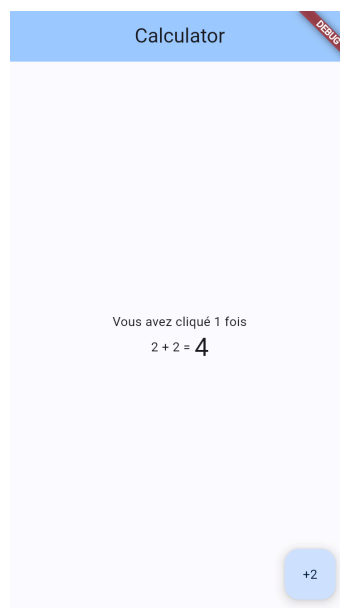 Calculator
DEBUG
Vous avez cliqué 1 fois
2 + 2 = 4
+2